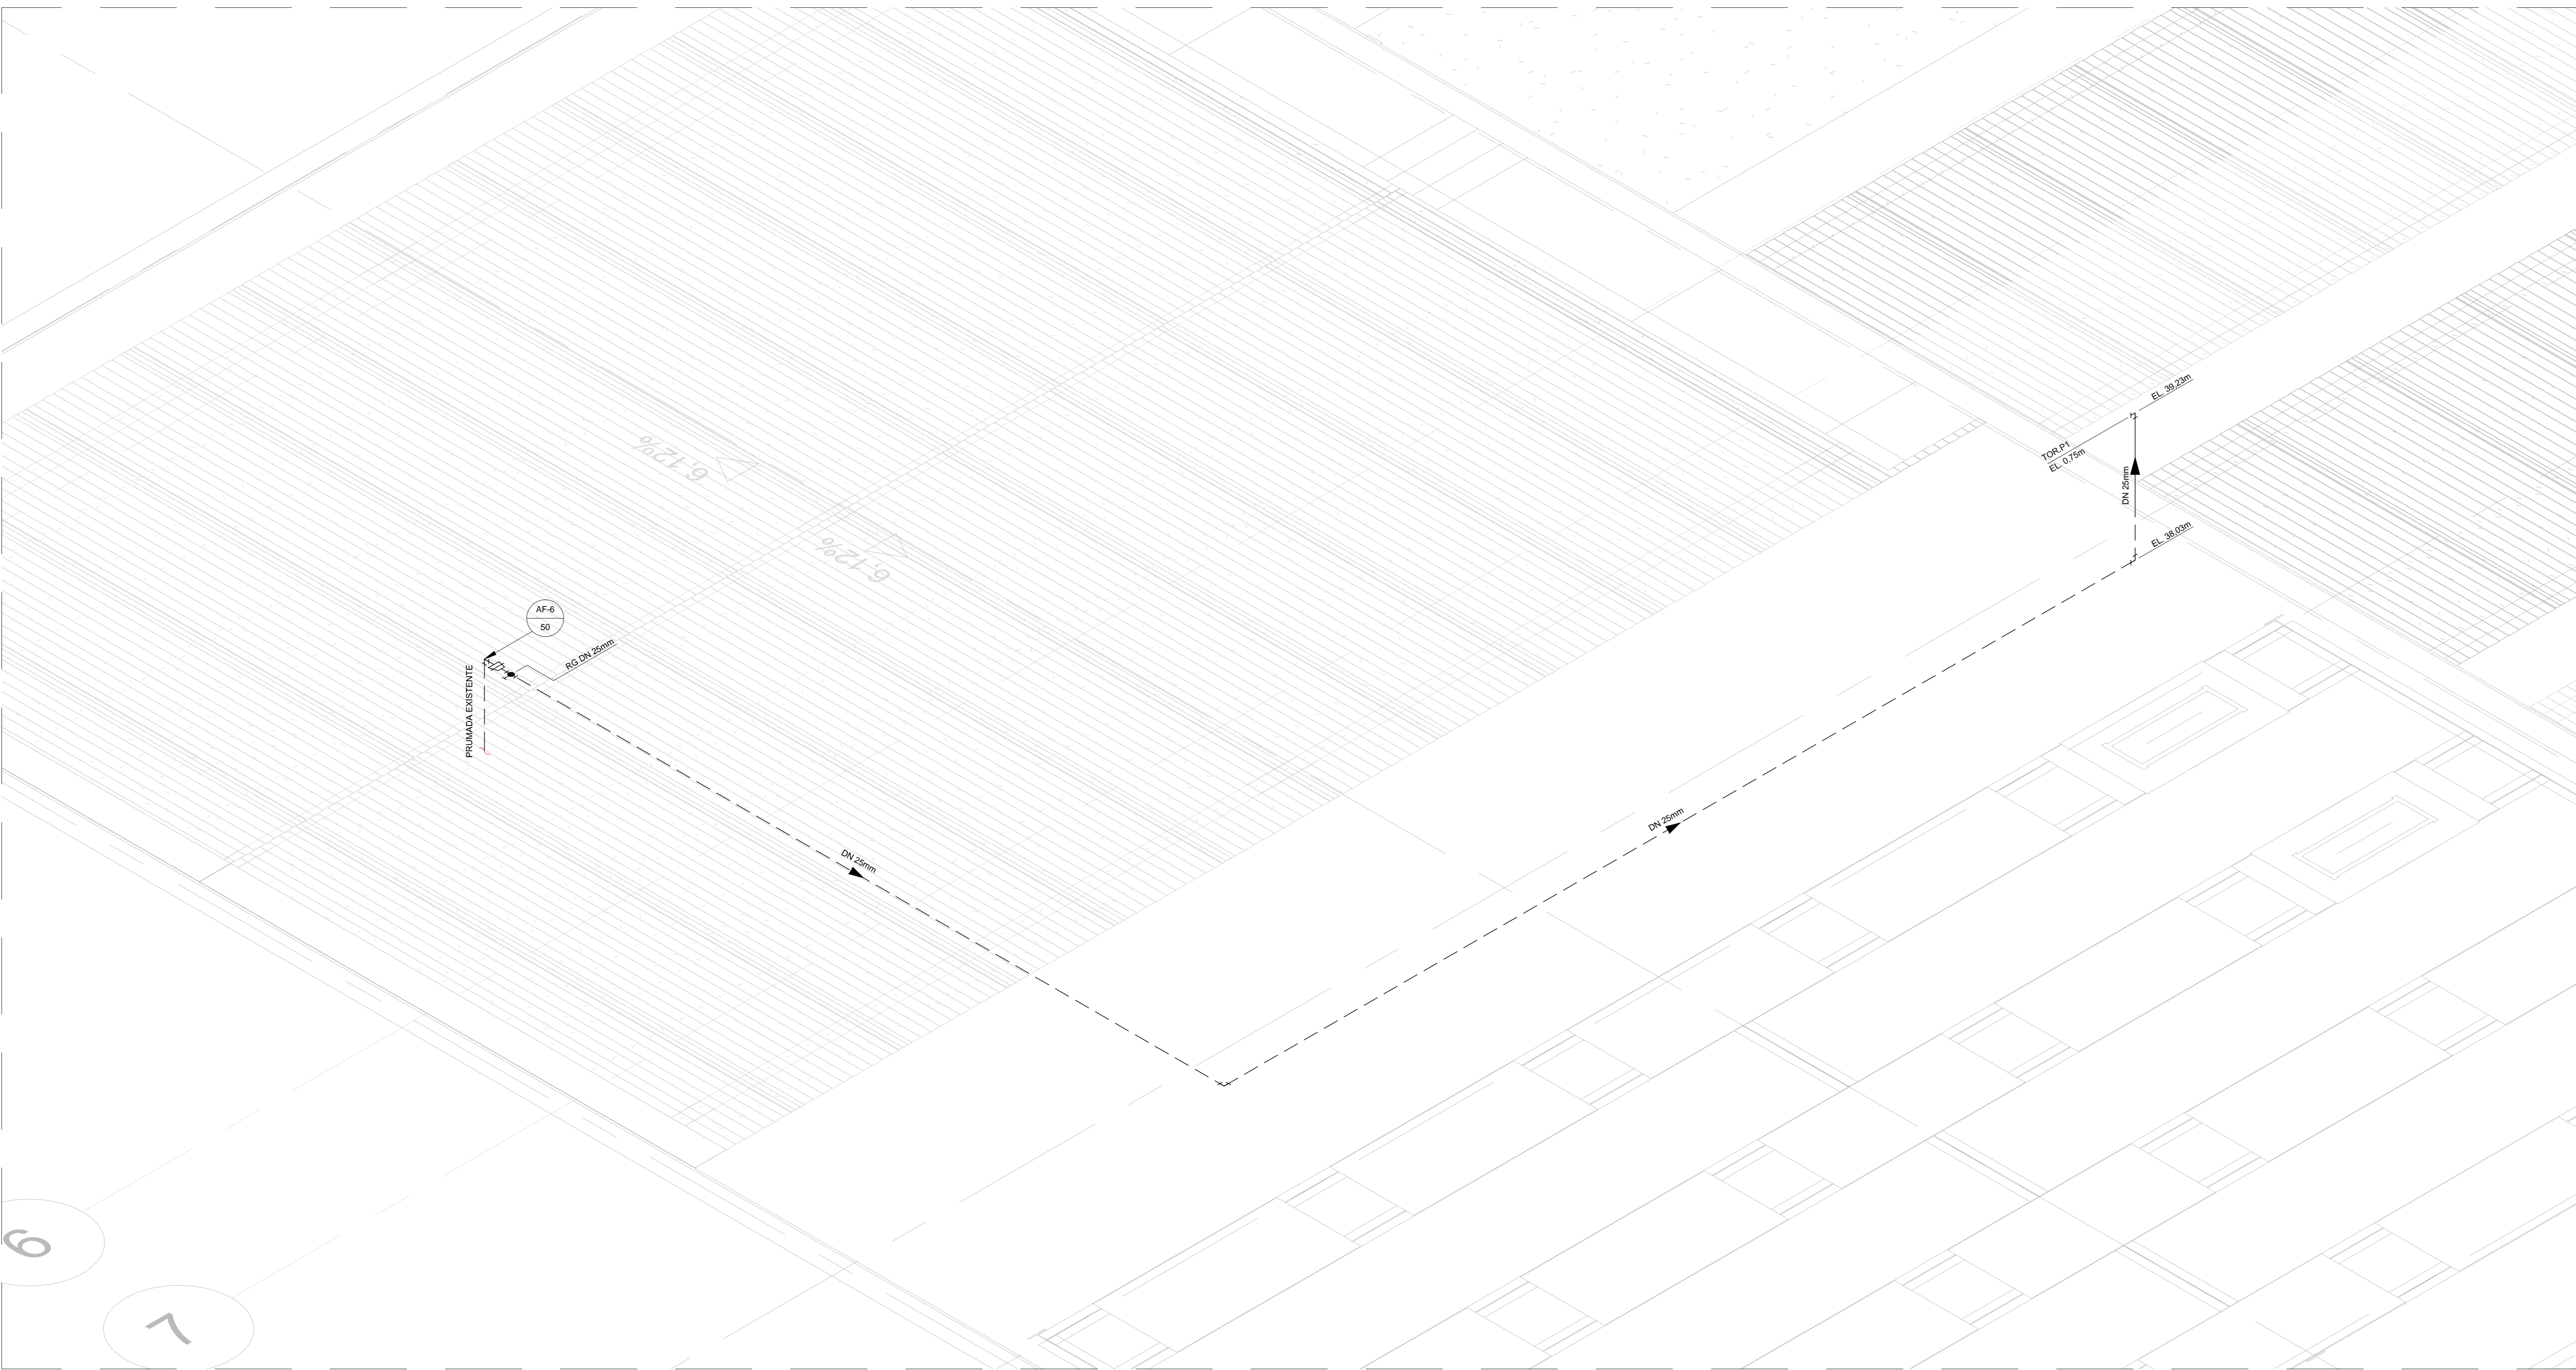 EL. 39,23m
TOR.P1
EL. 0,75m
DN 25mm
EL. 38,03m
6,12%
6,12%
AF-6
50
RG DN 25mm
PRUMADA EXISTENTE
DN 25mm
DN 25mm
6
7